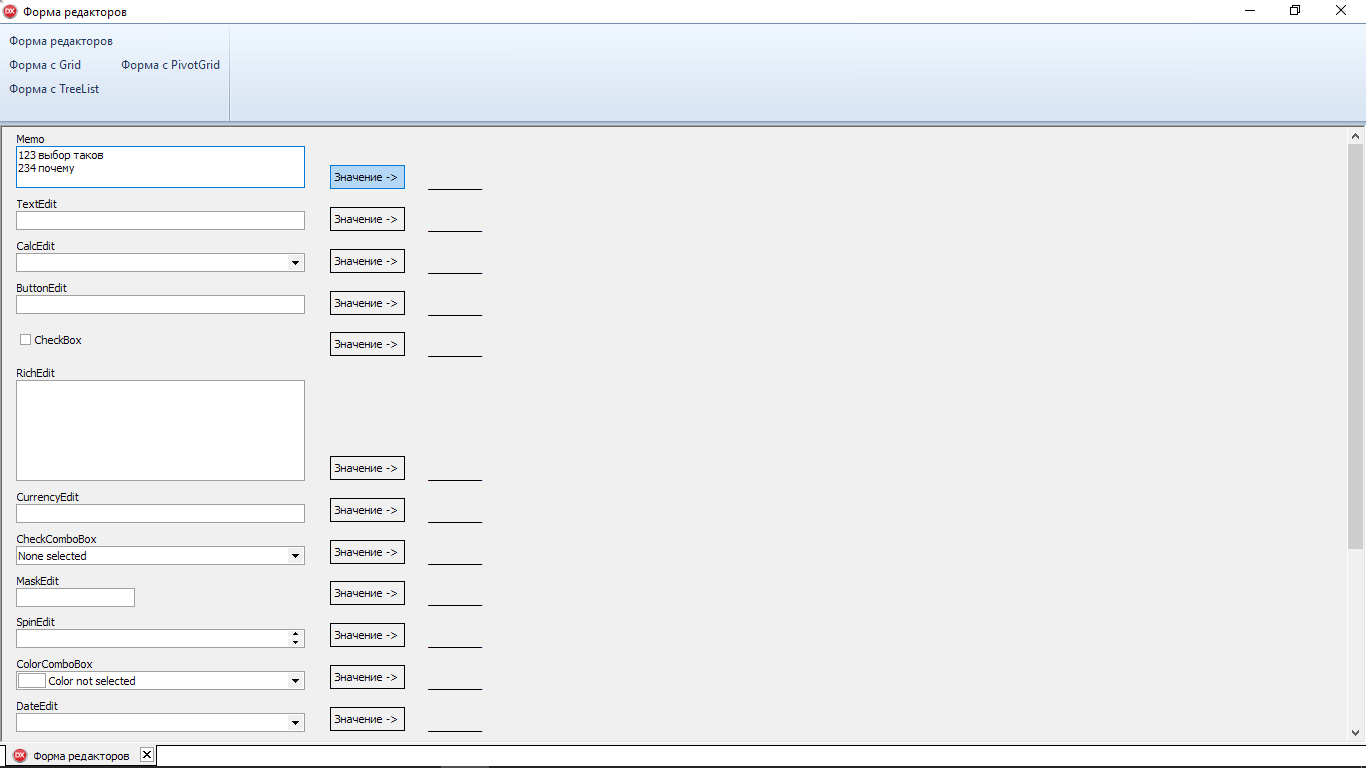 Форма редакторов
Форма редакторов
Форма с Grid Форма с PivotGrid
Форма с TreeList
Memo
123 выбор таков
234 почему
Значение ->
TextEdit
Значение ->
CalcEdit
Значение ->
ButtonEdit
Значение ->
CheckBox
Значение ->
RichEdit
Значение ->
CurrencyEdit
Значение ->
CheckComboBox
None selected
Значение ->
MaskEdit
Значение ->
SpinEdit
Значение ->
ColorComboBox
Color not selected
Значение ->
DateEdit
Значение ->
DX Форма редакторов